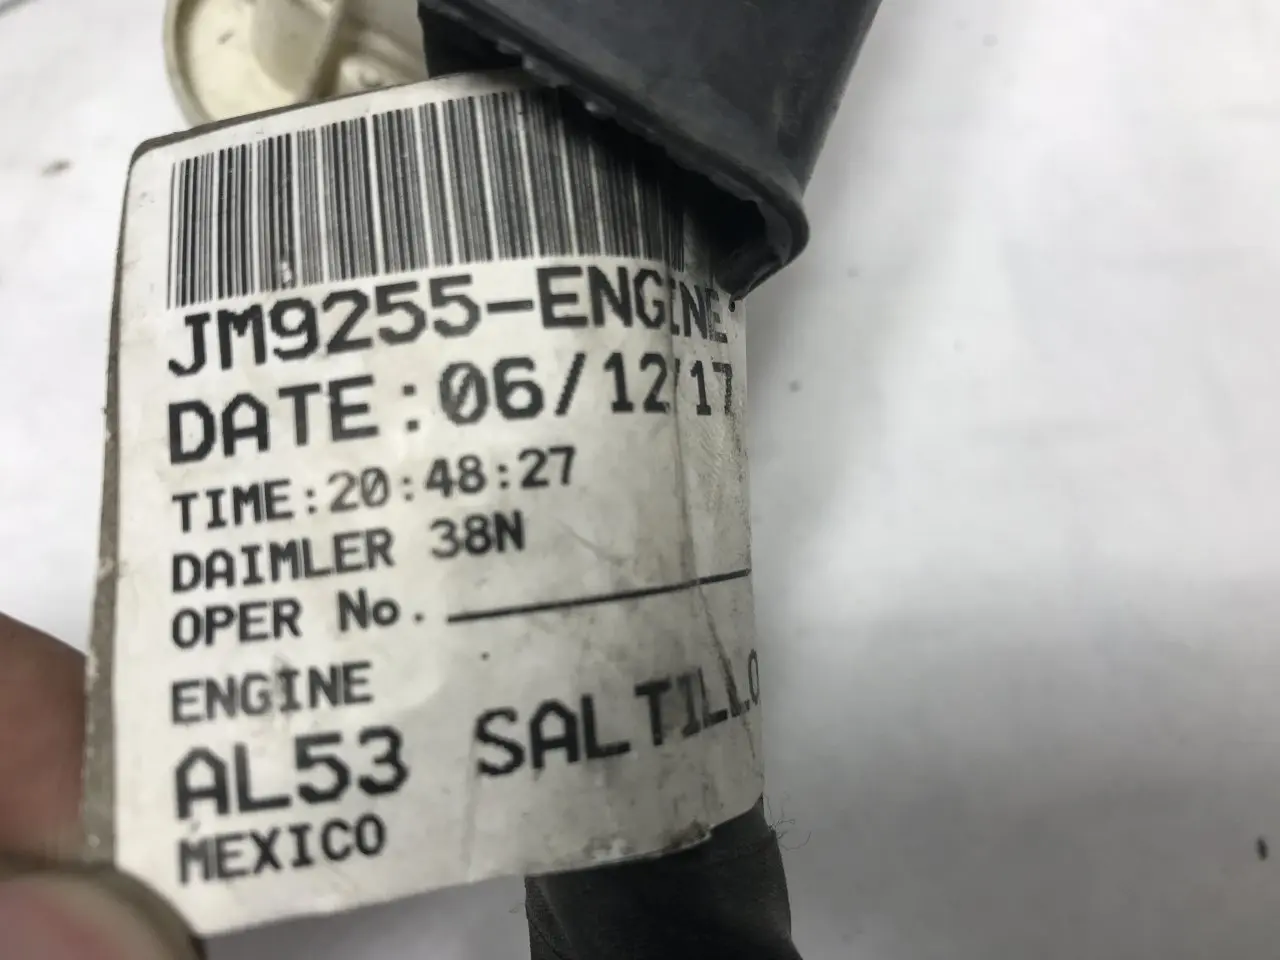 JM9255-ENGINE
DATE:06/12/17
TIME:20:48:27
DAIMLER 38N
OPER No.
ENGINE
AL53 SALTILLO
MEXICO